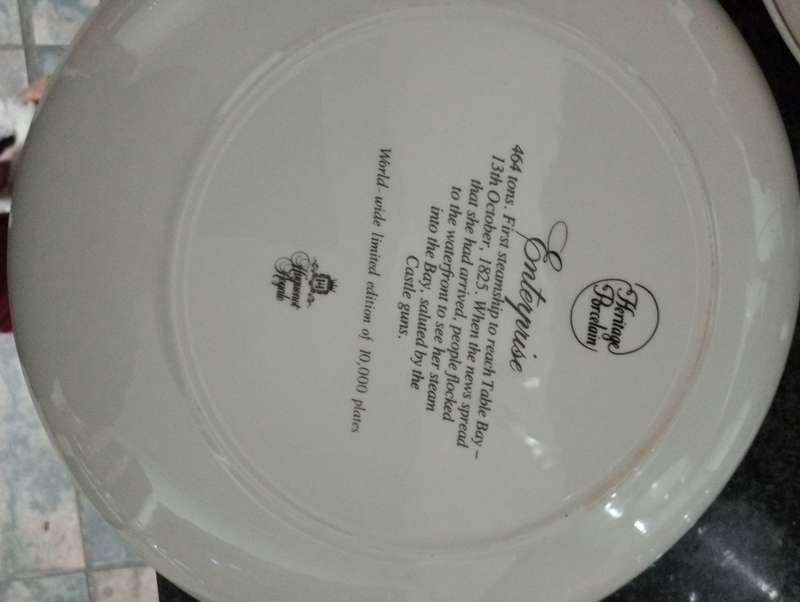 Heritage
Porcelain
Enterprise
464 tons. First steamship to reach Table Bay –
13th October, 1825. When the news spread
that she had arrived, people flocked
to the waterfront to see her steam
into the Bay, saluted by the
Castle guns.
World-wide limited edition of 10,000 plates
Huguenot
Royale